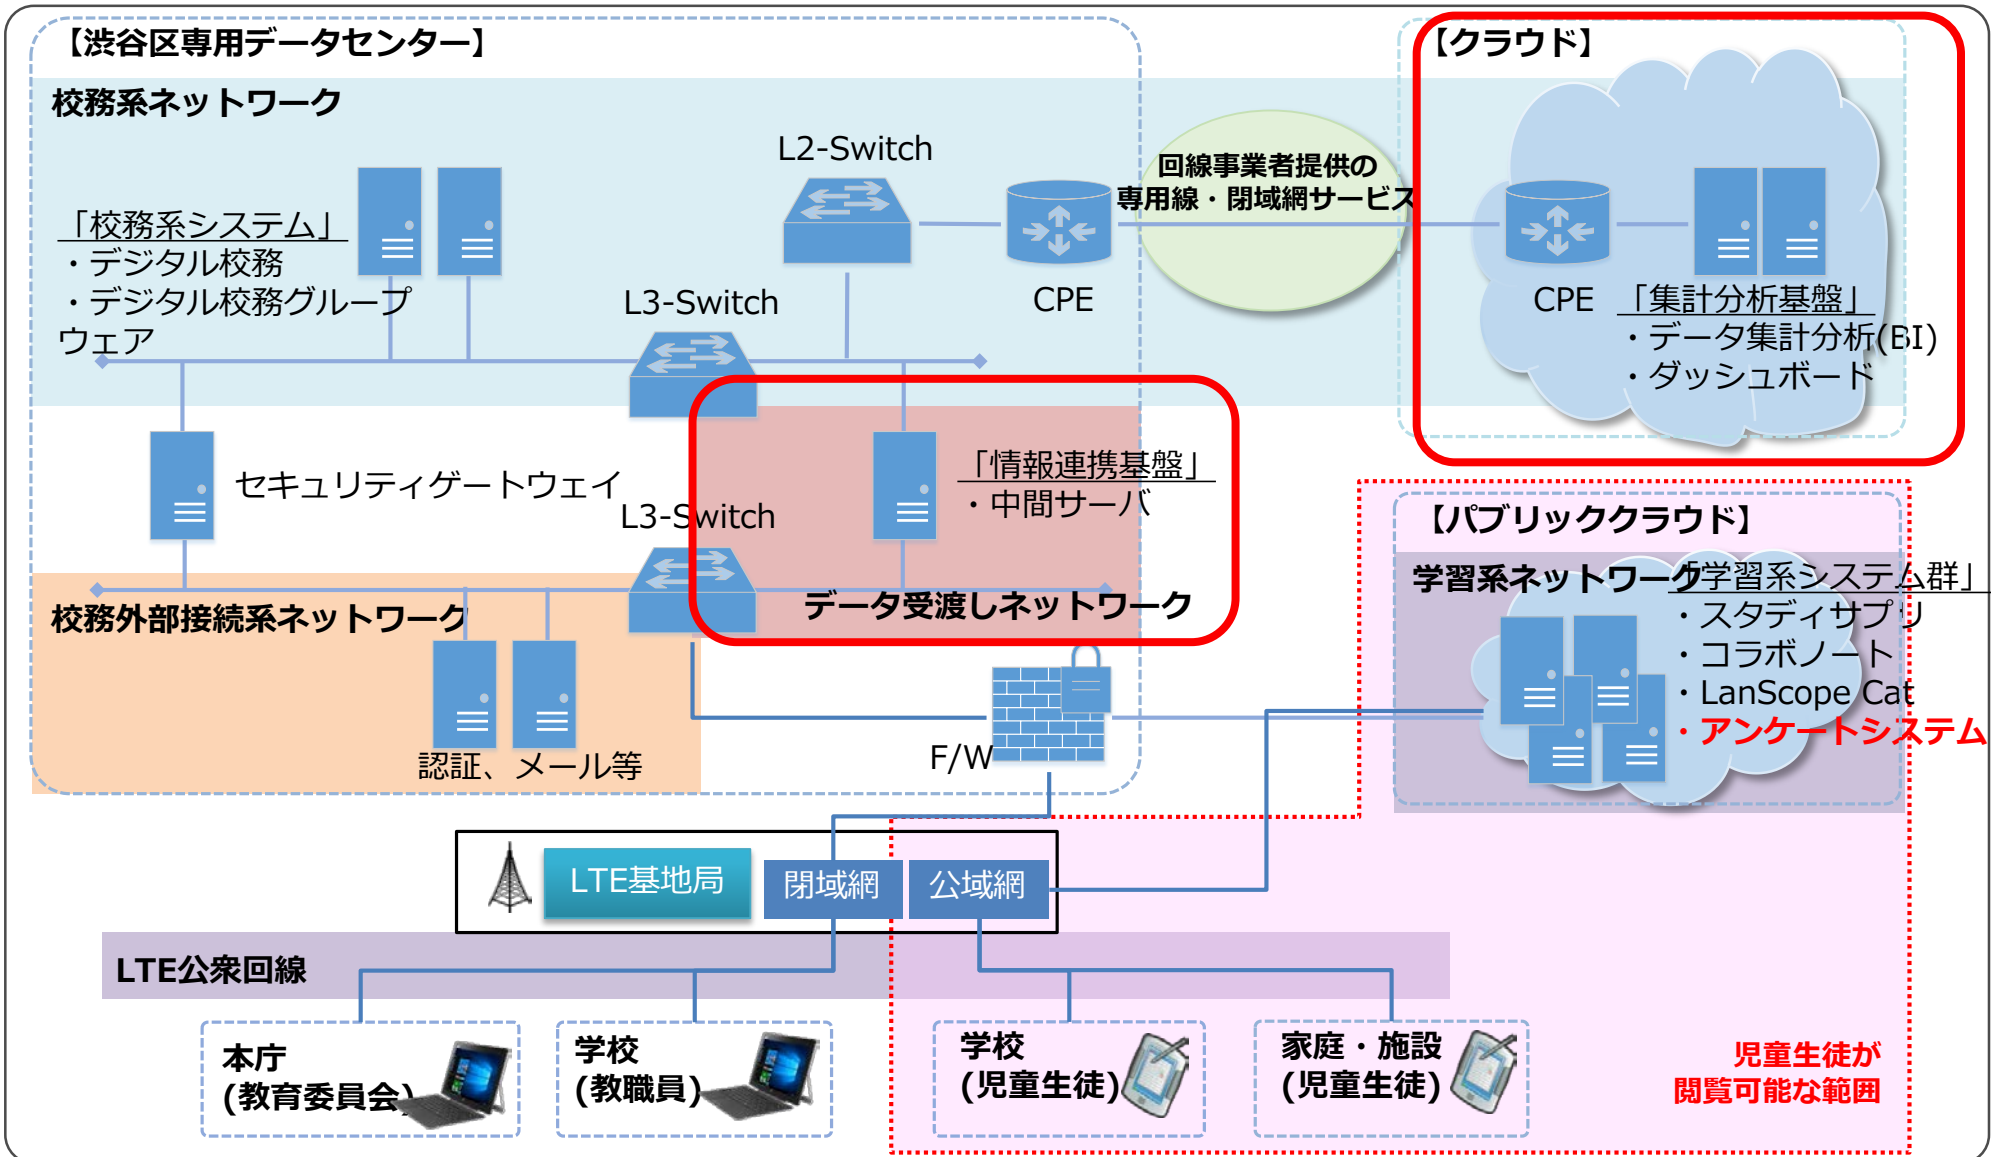 【渋谷区専用データセンター】
【クラウド】
校務系ネットワーク
L2-Switch
回線事業者提供の
専用線・閉域網サービス
「校務系システム」
・デジタル校務
・デジタル校務グループ
ウェア
L3-Switch
CPE
CPE
「集計分析基盤」
・データ集計分析(BI)
・ダッシュボード
セキュリティゲートウェイ
L3-Switch
「情報連携基盤」
・中間サーバ
【パブリッククラウド】
学習系ネットワーク
「学習系システム群」
・スタディサプリ
・コラボノート
・LanScope Cat
・アンケートシステム
データ受渡しネットワーク
校務外部接続系ネットワーク
認証、メール等
F/W
LTE基地局
閉域網
公域網
LTE公衆回線
本庁
(教育委員会)
学校
(教職員)
学校
(児童生徒)
家庭・施設
(児童生徒)
児童生徒が
閲覧可能な範囲